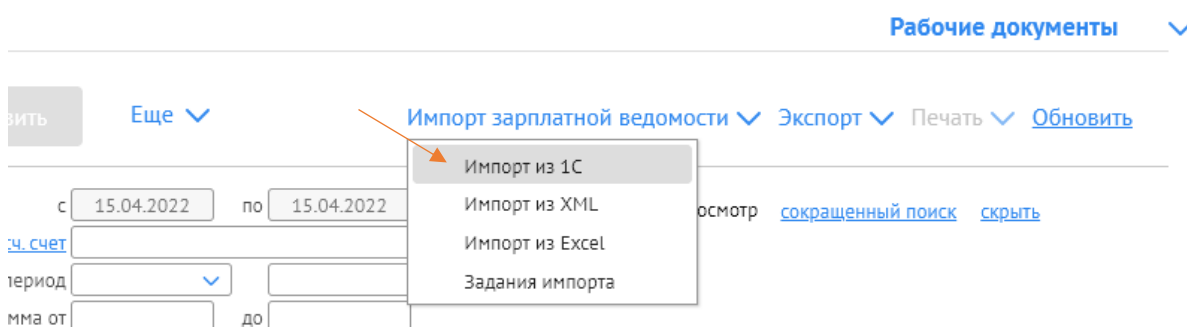 Рабочие документы
вить Еще Импорт зарплатной ведомости Экспорт Печать Обновить
Импорт из 1С
с 15.04.2022 по 15.04.2022 Импорт из XML осмотр сокращенный поиск скрыть
сч. счет Импорт из Excel
период Задания импорта
мма от до